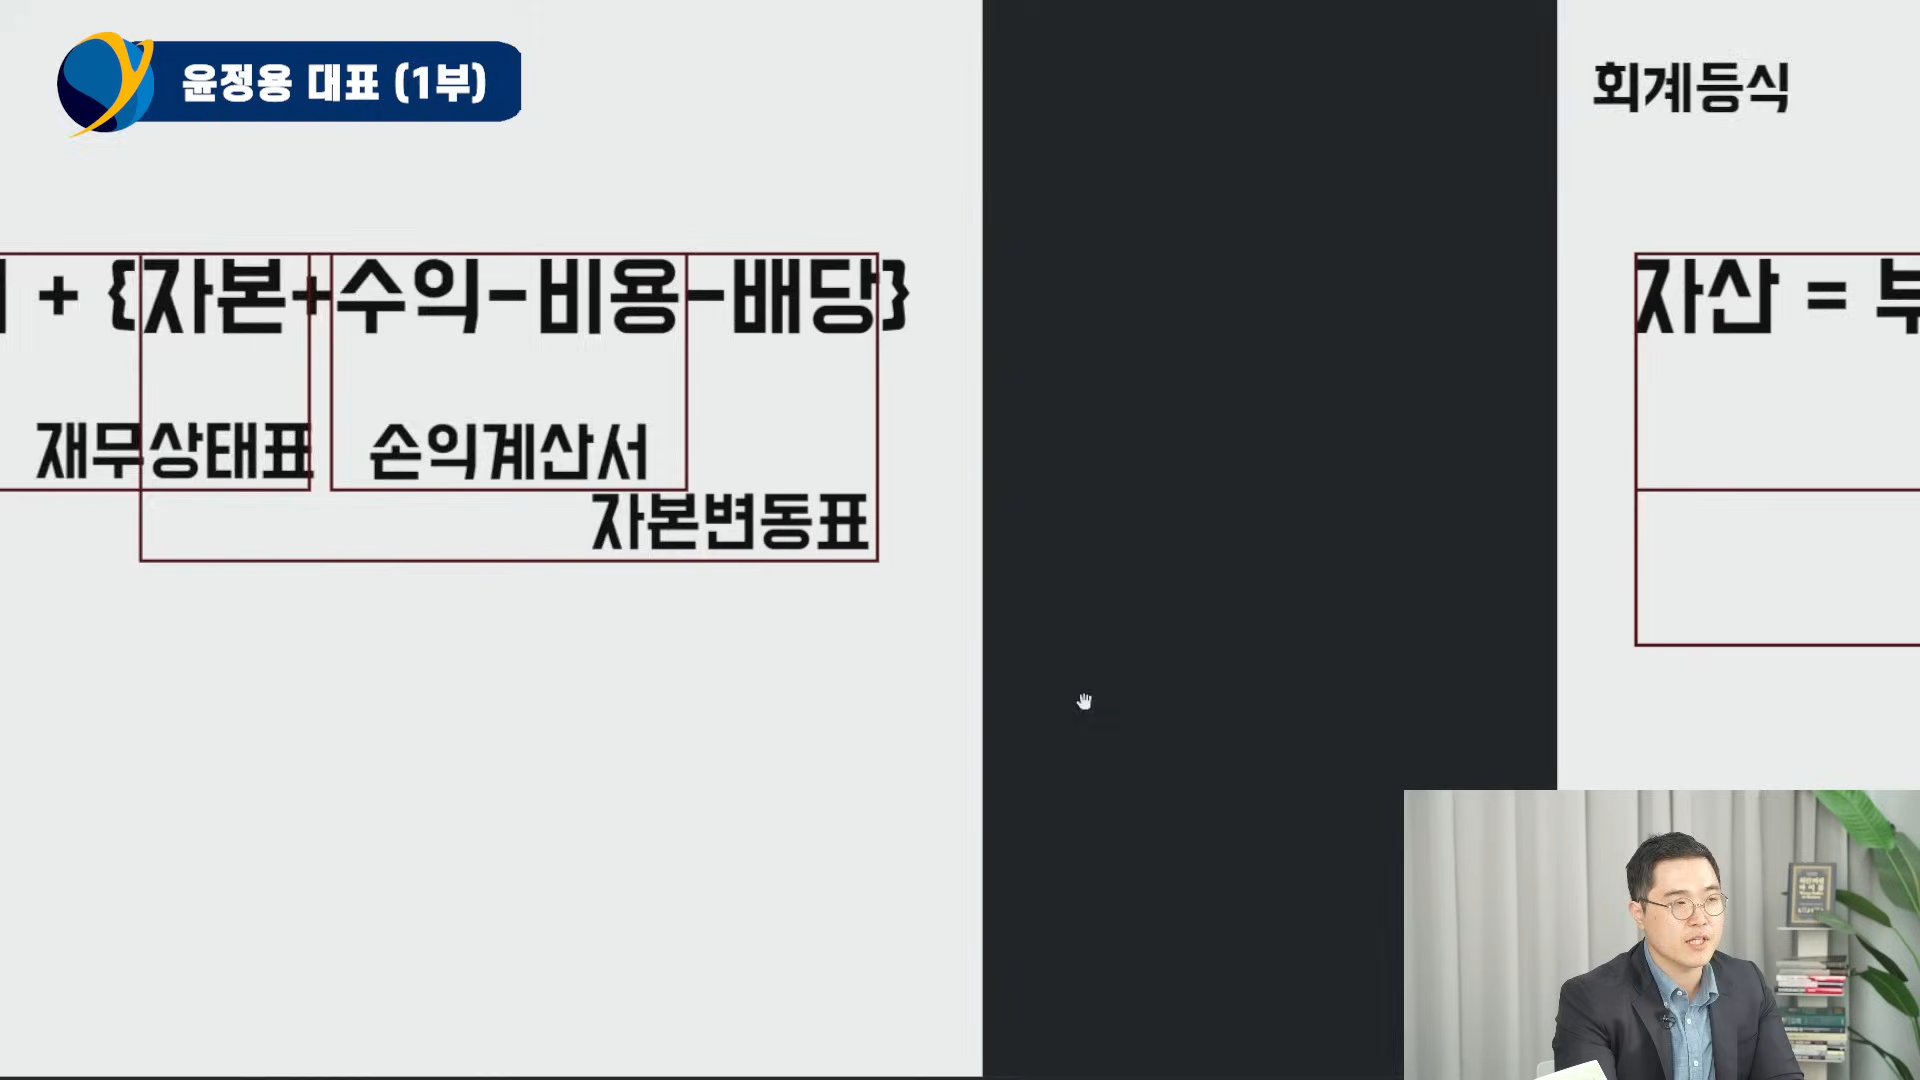 윤정용 대표 (1부)
회계등식
+ {자본+수익-비용-배당}
자산 = 부
재무상태표
손익계산서
자본변동표